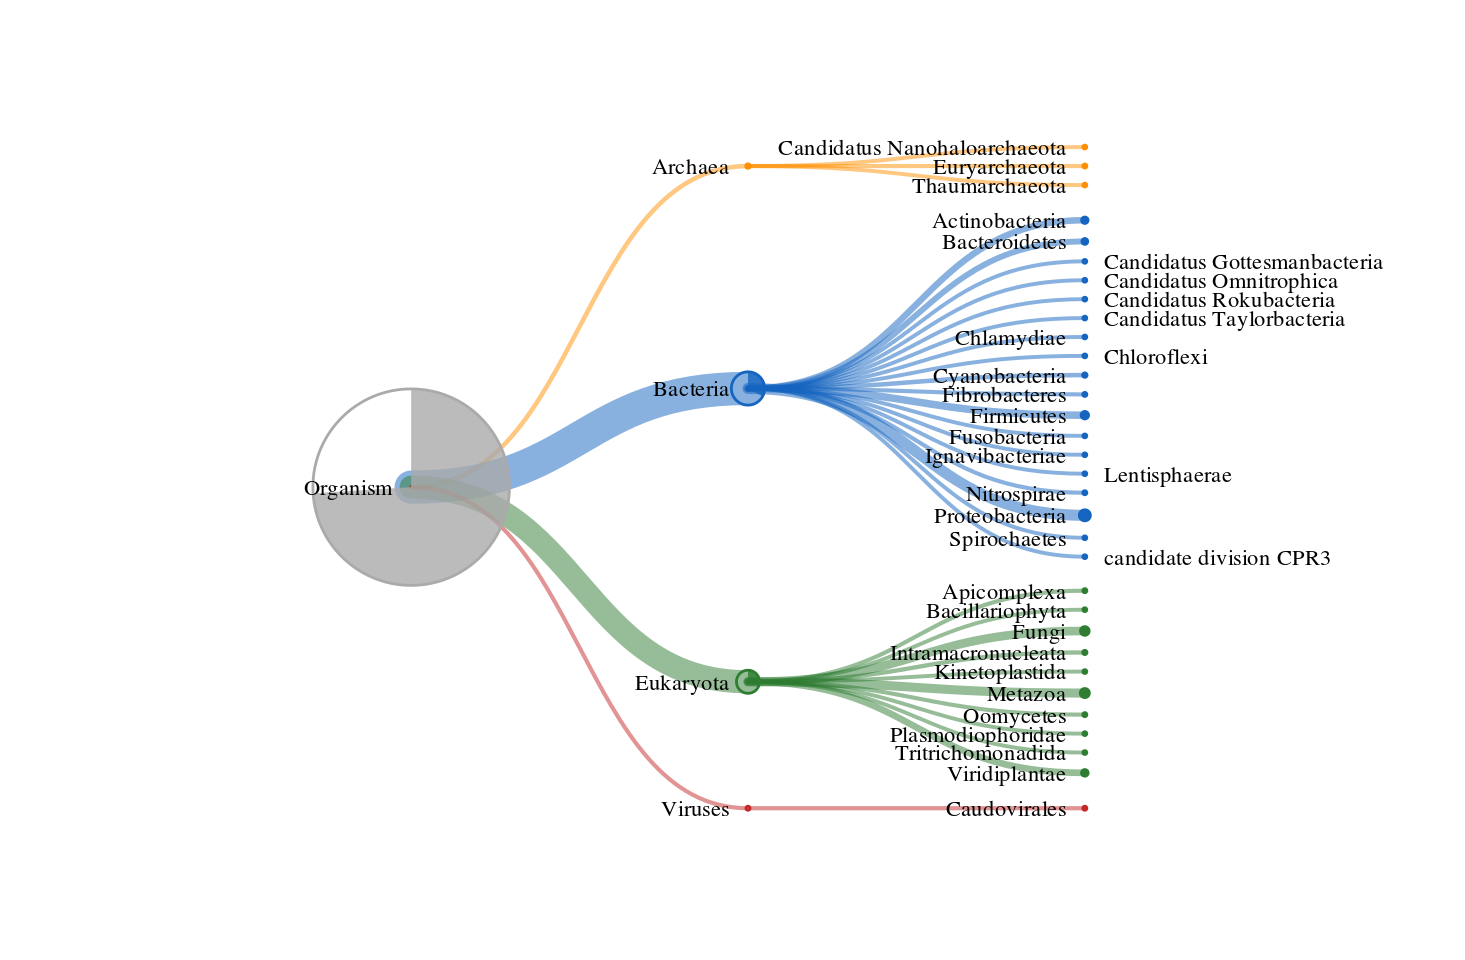 Organism
Archaea
Candidatus Nanohaloarchaeota
Euryarchaeota
Thaumarchaeota
Bacteria
Actinobacteria
Bacteroidetes
Candidatus Gottesmanbacteria
Candidatus Omnitrophica
Candidatus Rokubacteria
Candidatus Taylorbacteria
Chlamydiae
Chloroflexi
Cyanobacteria
Fibrobacteres
Firmicutes
Fusobacteria
Ignavibacteriae
Lentisphaerae
Nitrospirae
Proteobacteria
Spirochaetes
candidate division CPR3
Eukaryota
Apicomplexa
Bacillariophyta
Fungi
Intramacronucleata
Kinetoplastida
Metazoa
Oomycetes
Plasmodiophoridae
Tritrichomonadida
Viridiplantae
Viruses
Caudovirales